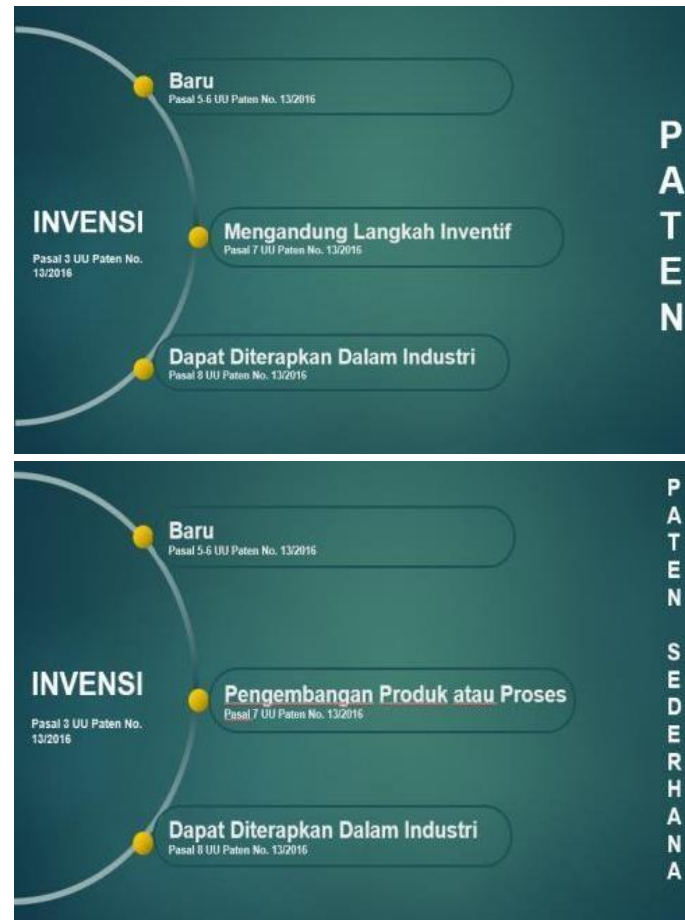 Baru
Pasal 5-6 UU Paten No. 13/2016
INVENSI
Pasal 3 UU Paten No.
13/2016
Mengandung Langkah Inventif
Pasal 7 UU Paten No. 13/2016
Dapat Diterapkan Dalam Industri
Pasal 8 UU Paten No. 13/2016
PATEN
Baru
Pasal 5-6 UU Paten No. 13/2016
INVENSI
Pasal 3 UU Paten No.
13/2016
Pengembangan Produk atau Proses
Pasal 7 UU Paten No. 13/2016
Dapat Diterapkan Dalam Industri
Pasal 8 UU Paten No. 13/2016
PATEN SEDERHANA